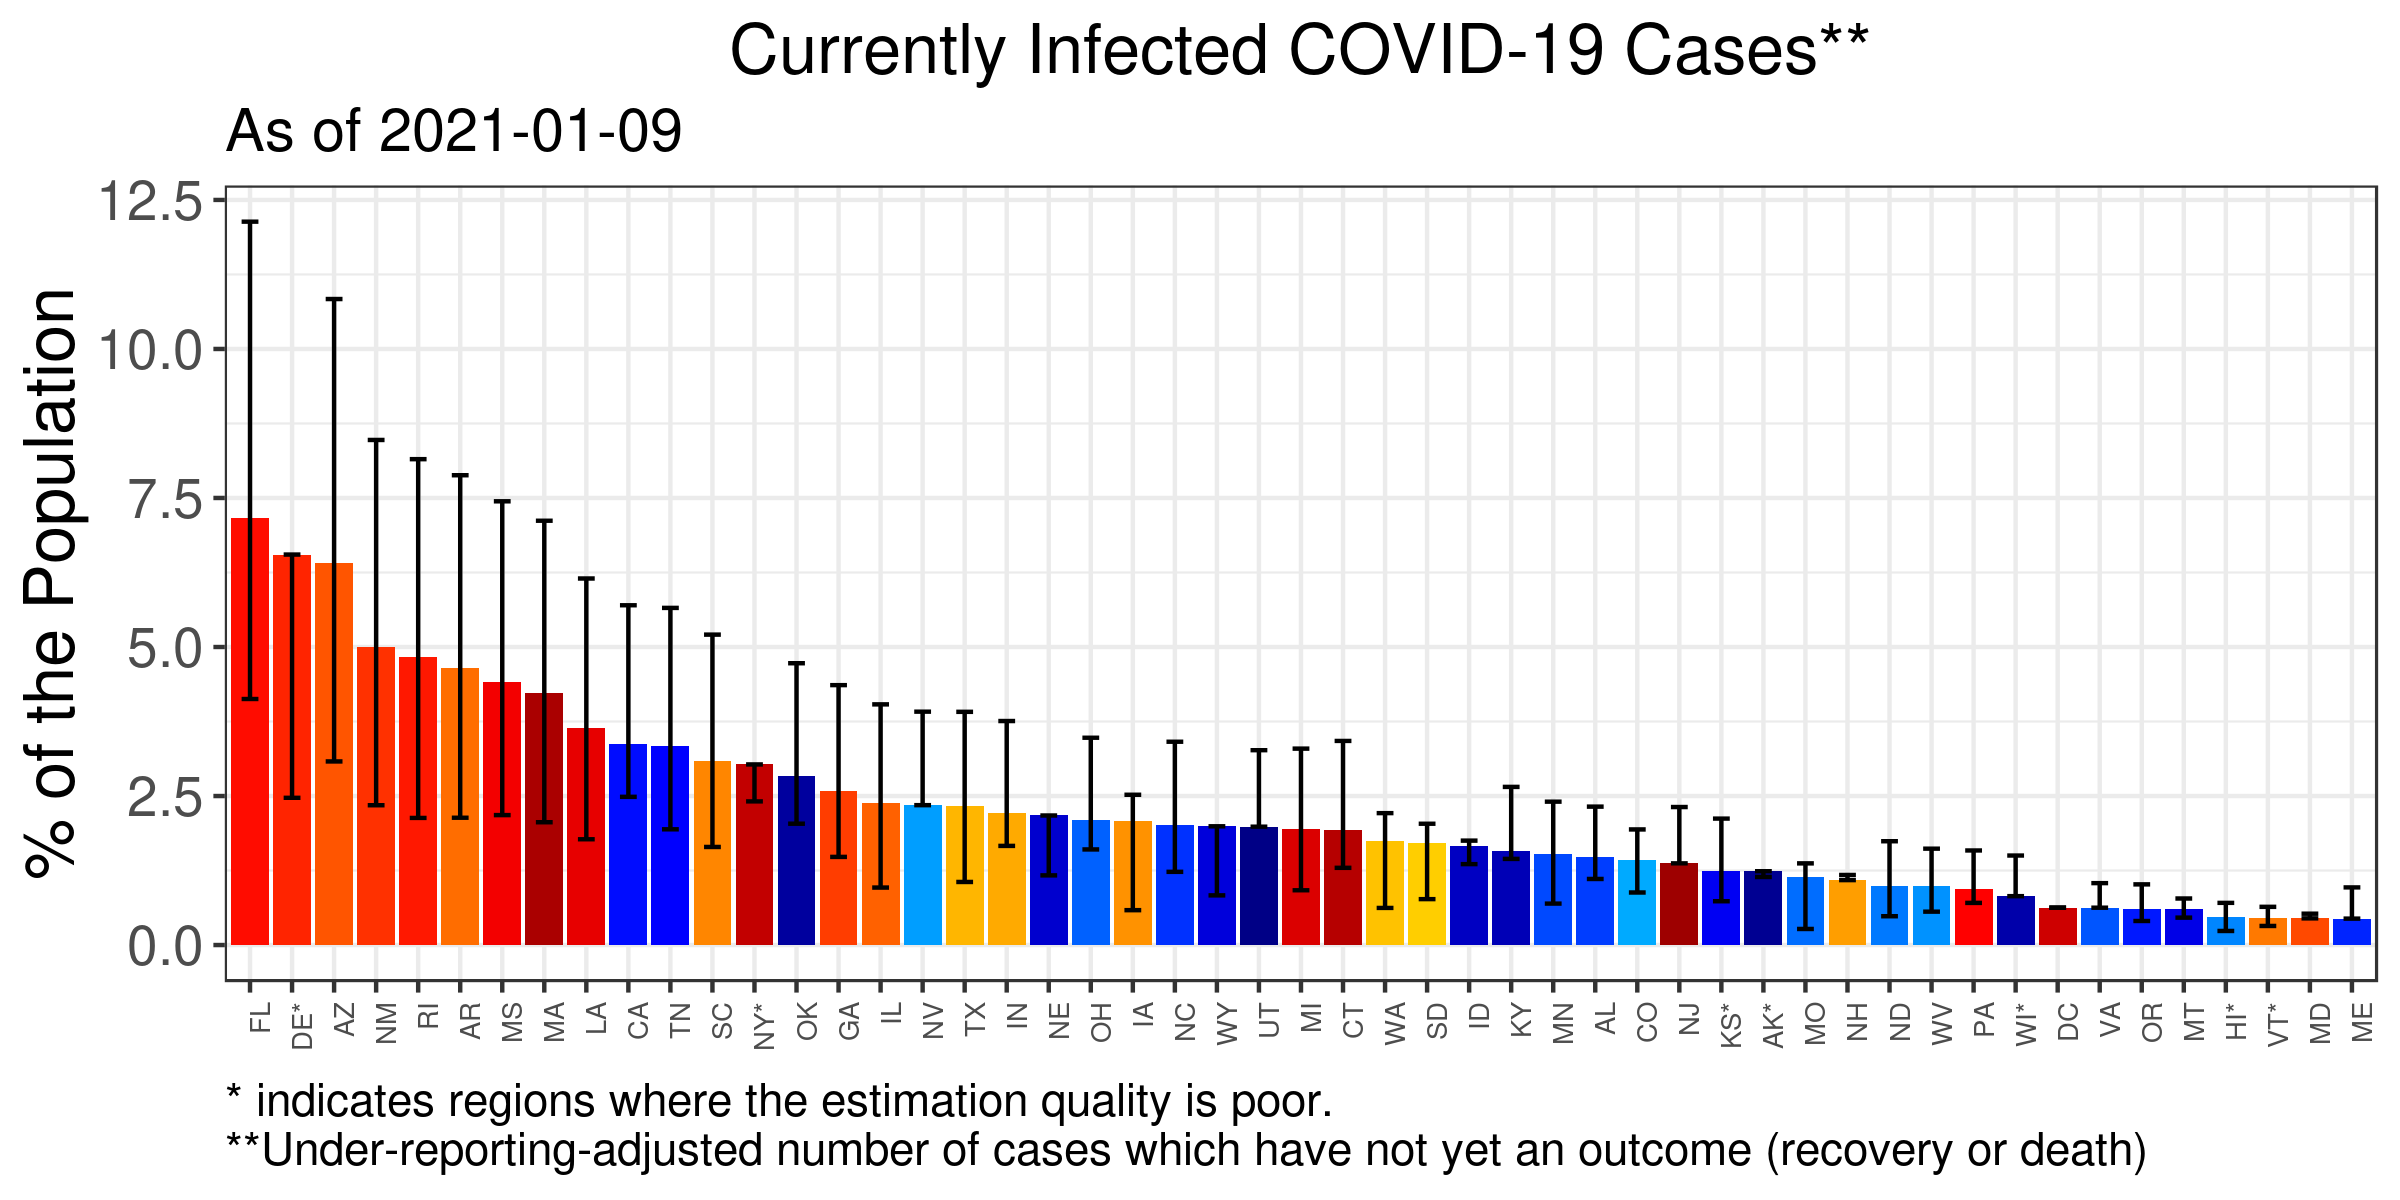 Currently Infected COVID-19 Cases**
As of 2021-01-09
% of the Population
12.5
10.0
7.5
5.0
2.5
0.0
FL DE* AZ NM RI AR MS MA LA CA TN SC NY* OK GA IL NV TX IN NE OH IA NC WY UT MI CT WA SD ID KY MN AL CO NJ KS* AK* MO NH ND WV PA WI* DC VA OR MT HI* VT* MD ME
* indicates regions where the estimation quality is poor.
**Under-reporting-adjusted number of cases which have not yet an outcome (recovery or death)